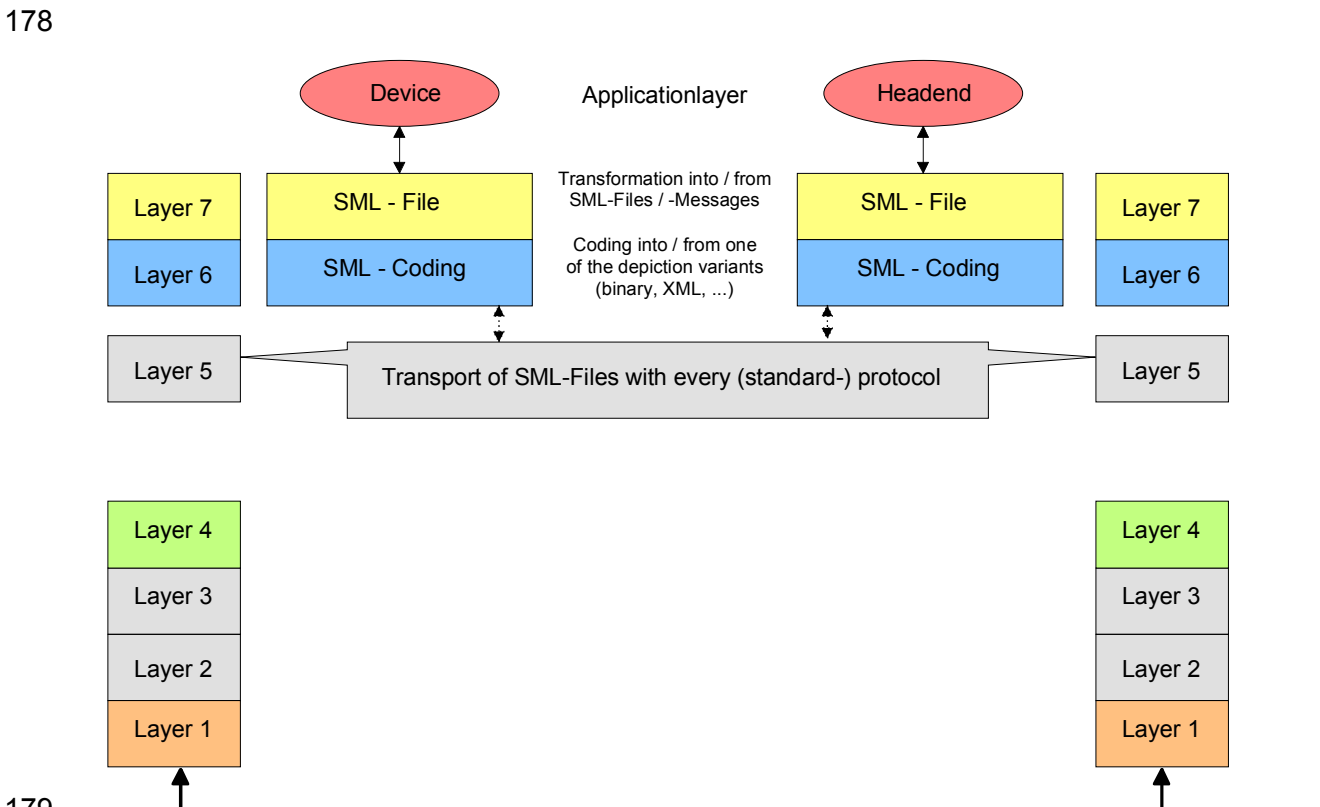 178
Device
Applicationlayer
Headend
Layer 7
SML - File
Transformation into / from
SML-Files / -Messages
SML - File
Layer 7
Layer 6
SML - Coding
Coding into / from one
of the depiction variants
(binary, XML, ...)
SML - Coding
Layer 6
Layer 5
Transport of SML-Files with every (standard-) protocol
Layer 5
Layer 4
Layer 4
Layer 3
Layer 3
Layer 2
Layer 2
Layer 1
Layer 1
179